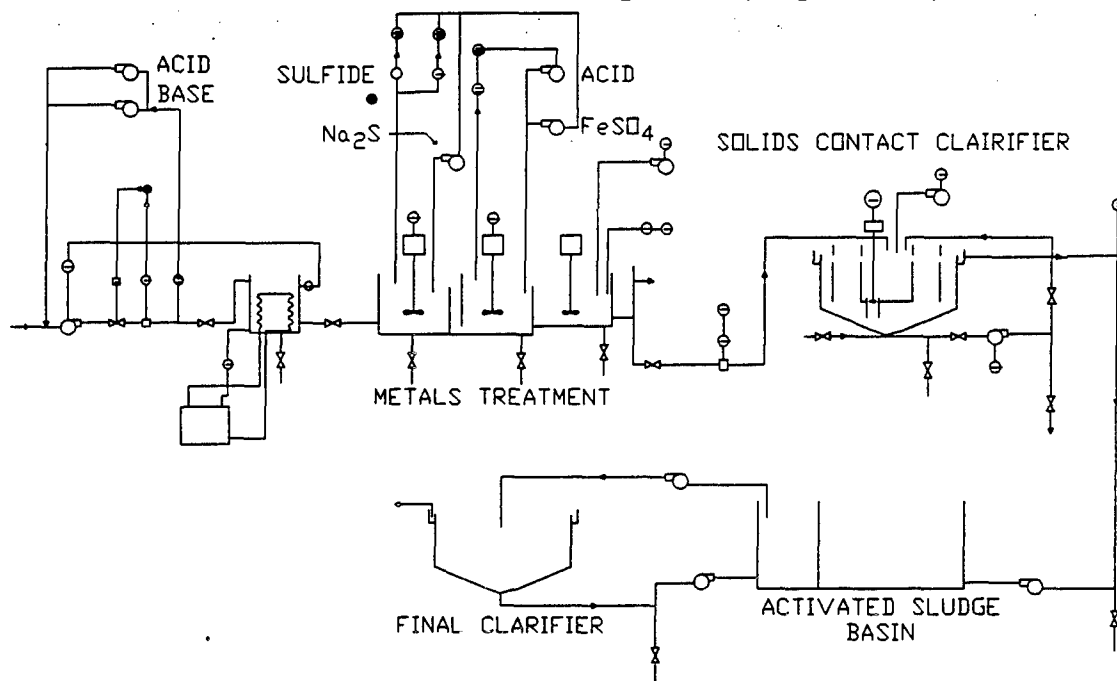 ACID
BASE
SULFIDE
Na2S
ACID
FeSO4
SOLIDS CONTACT CLAIRIFIER
METALS TREATMENT
FINAL CLARIFIER
ACTIVATED SLUDGE
BASIN